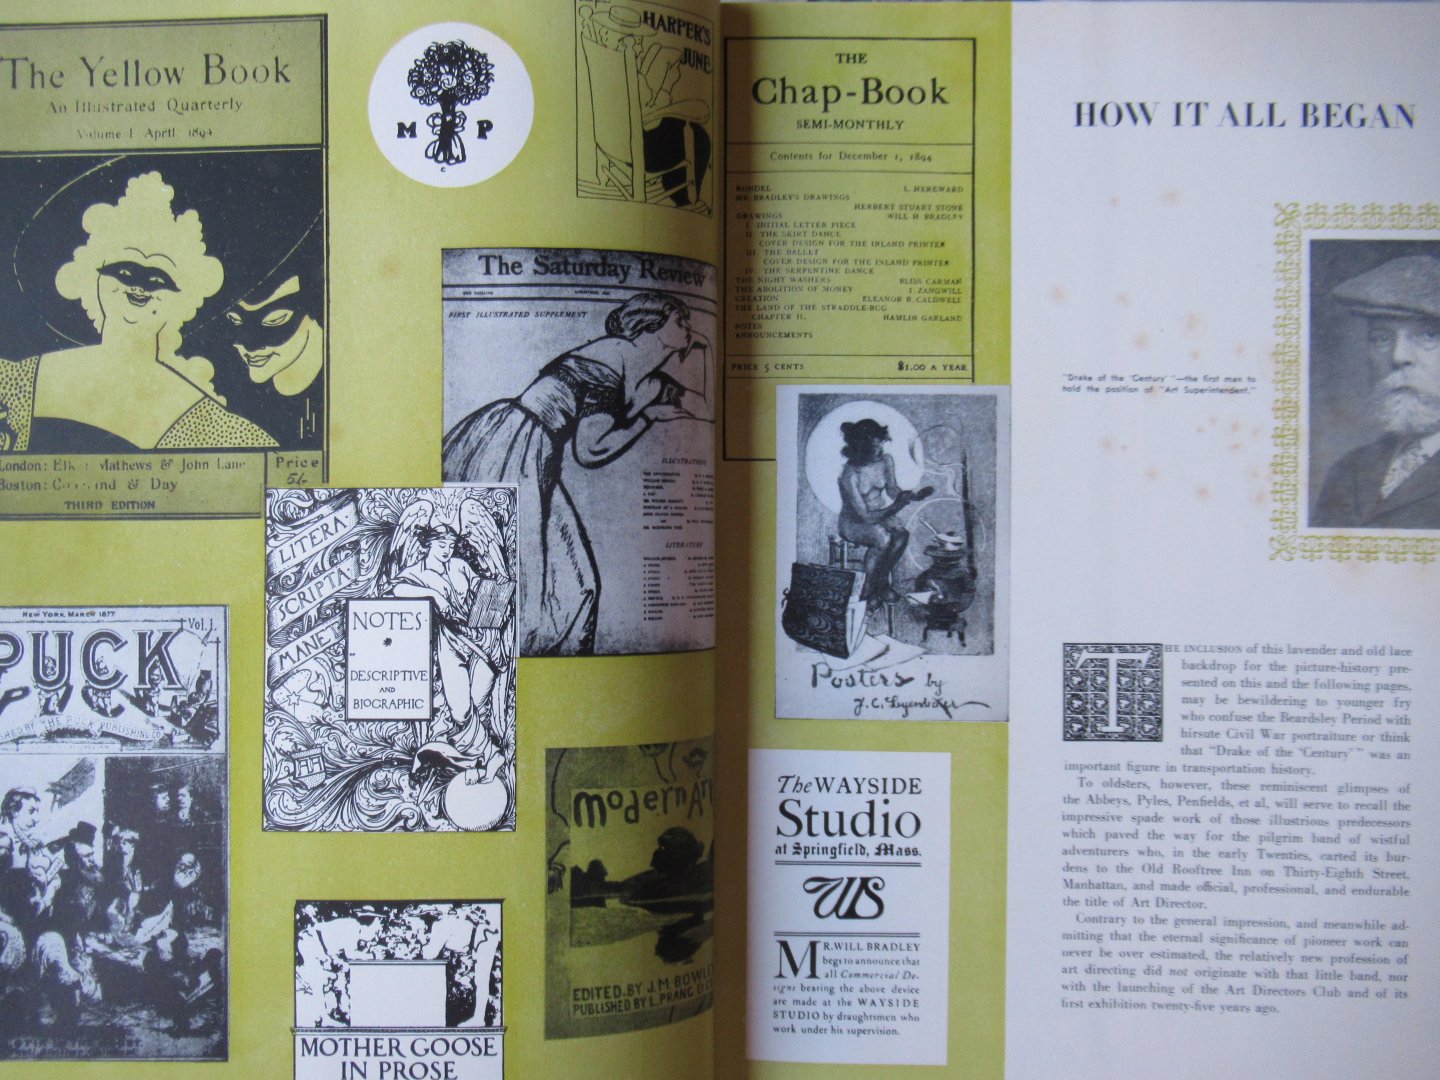 The Yellow Book
An Illustrated Quarterly
Volume I April 1894
London: Mathews & John Lane
Boston: & Day
THIRD EDITION
Price
5/-
M P
C
HARPER'S
JUNE
The Saturday Review
FIRST ILLUSTRATED SUPPLEMENT
ILLUSTRATIONS
LITERATURE
LITERA
SCRIPTA
MANET
NOTES
DESCRIPTIVE
AND
BIOGRAPHIC
NEW YORK, MARCH 1877.
Vol. 1.
PUCK
BY THE PUCK PUBLISHING CO
MOTHER GOOSE
IN PROSE
Modern Art
EDITED BY J.M. BOWLES
PUBLISHED BY L. PRANG
THE
Chap-Book
SEMI-MONTHLY
Contents for December 1, 1894
RONDEL L. HEREWARD
MR. BRADLEY'S DRAWINGS
HERBERT STUART STONE
DRAWINGS WILL H. BRADLEY
I INITIAL LETTER PIECE
II THE SKIRT DANCE
COVER DESIGN FOR THE INLAND PRINTER
III THE BALLET
COVER DESIGN FOR THE INLAND PRINTER
IV THE SERPENTINE DANCE
THE NIGHT WASHERS BLISS CARMAN
THE ABOLITION OF MONEY I. ZANGWILL
CREATION ELEANOR B. CALDWELL
THE LAND OF THE STRADDLE-BUG
CHAPTER II. HAMLIN GARLAND
NOTES
ANNOUNCEMENTS
PRICE 5 CENTS $1.00 A YEAR
Posters by
J. C. Leyendecker
The WAYSIDE
Studio
at Springfield, Mass.
WS
MR. WILL BRADLEY
begs to announce that
all Commercial De-
signs bearing the above device
are made at the WAYSIDE
STUDIO by draughtsmen who
work under his supervision.
HOW IT ALL BEGAN
"Drake of the 'Century' "—the first man to
hold the position of "Art Superintendent."
THE INCLUSION of this lavender and old lace
backdrop for the picture-history pre-
sented on this and the following pages,
may be bewildering to younger fry
who confuse the Beardsley Period with
hirsute Civil War portraiture or think
that "Drake of the 'Century' " was an
important figure in transportation history.
To oldsters, however, these reminiscent glimpses of
the Abbeys, Pyles, Penfields, et al, will serve to recall the
impressive spade work of those illustrious predecessors
which paved the way for the pilgrim band of wistful
adventurers who, in the early Twenties, carted its bur-
dens to the Old Rooftree Inn on Thirty-Eighth Street,
Manhattan, and made official, professional, and endurable
the title of Art Director.
Contrary to the general impression, and meanwhile ad-
mitting that the eternal significance of pioneer work can
never be over estimated, the relatively new profession of
art directing did not originate with that little band, nor
with the launching of the Art Directors Club and of its
first exhibition twenty-five years ago.